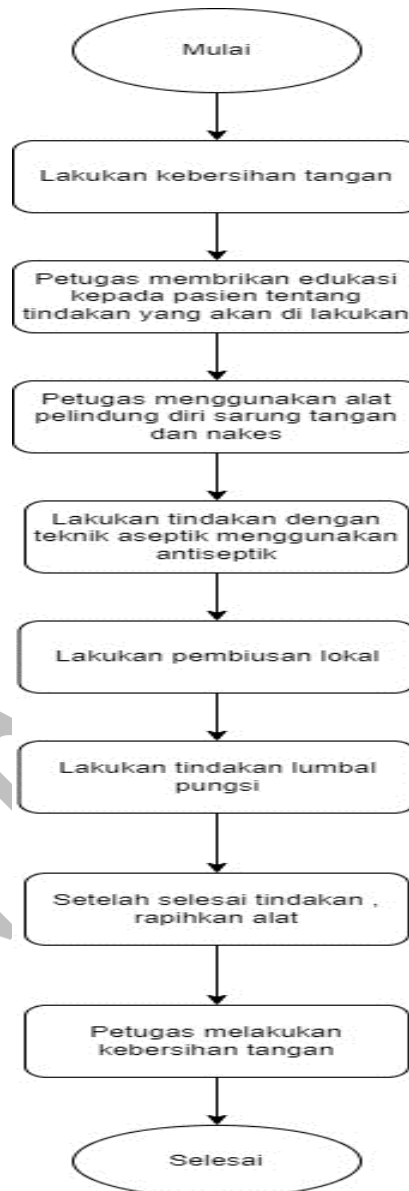 Mulai
Lakukan kebersihan tangan
Petugas membrikan edukasi
kepada pasien tentang
tindakan yang akan di lakukan
Petugas menggunakan alat
pelindung diri sarung tangan
dan nakes
Lakukan tindakan dengan
teknik aseptik menggunakan
antiseptik
Lakukan pembiusan lokal
Lakukan tindakan lumbal
pungsi
Setelah selesai tindakan ,
rapihkan alat
Petugas melakukan
kebersihan tangan
Selesai